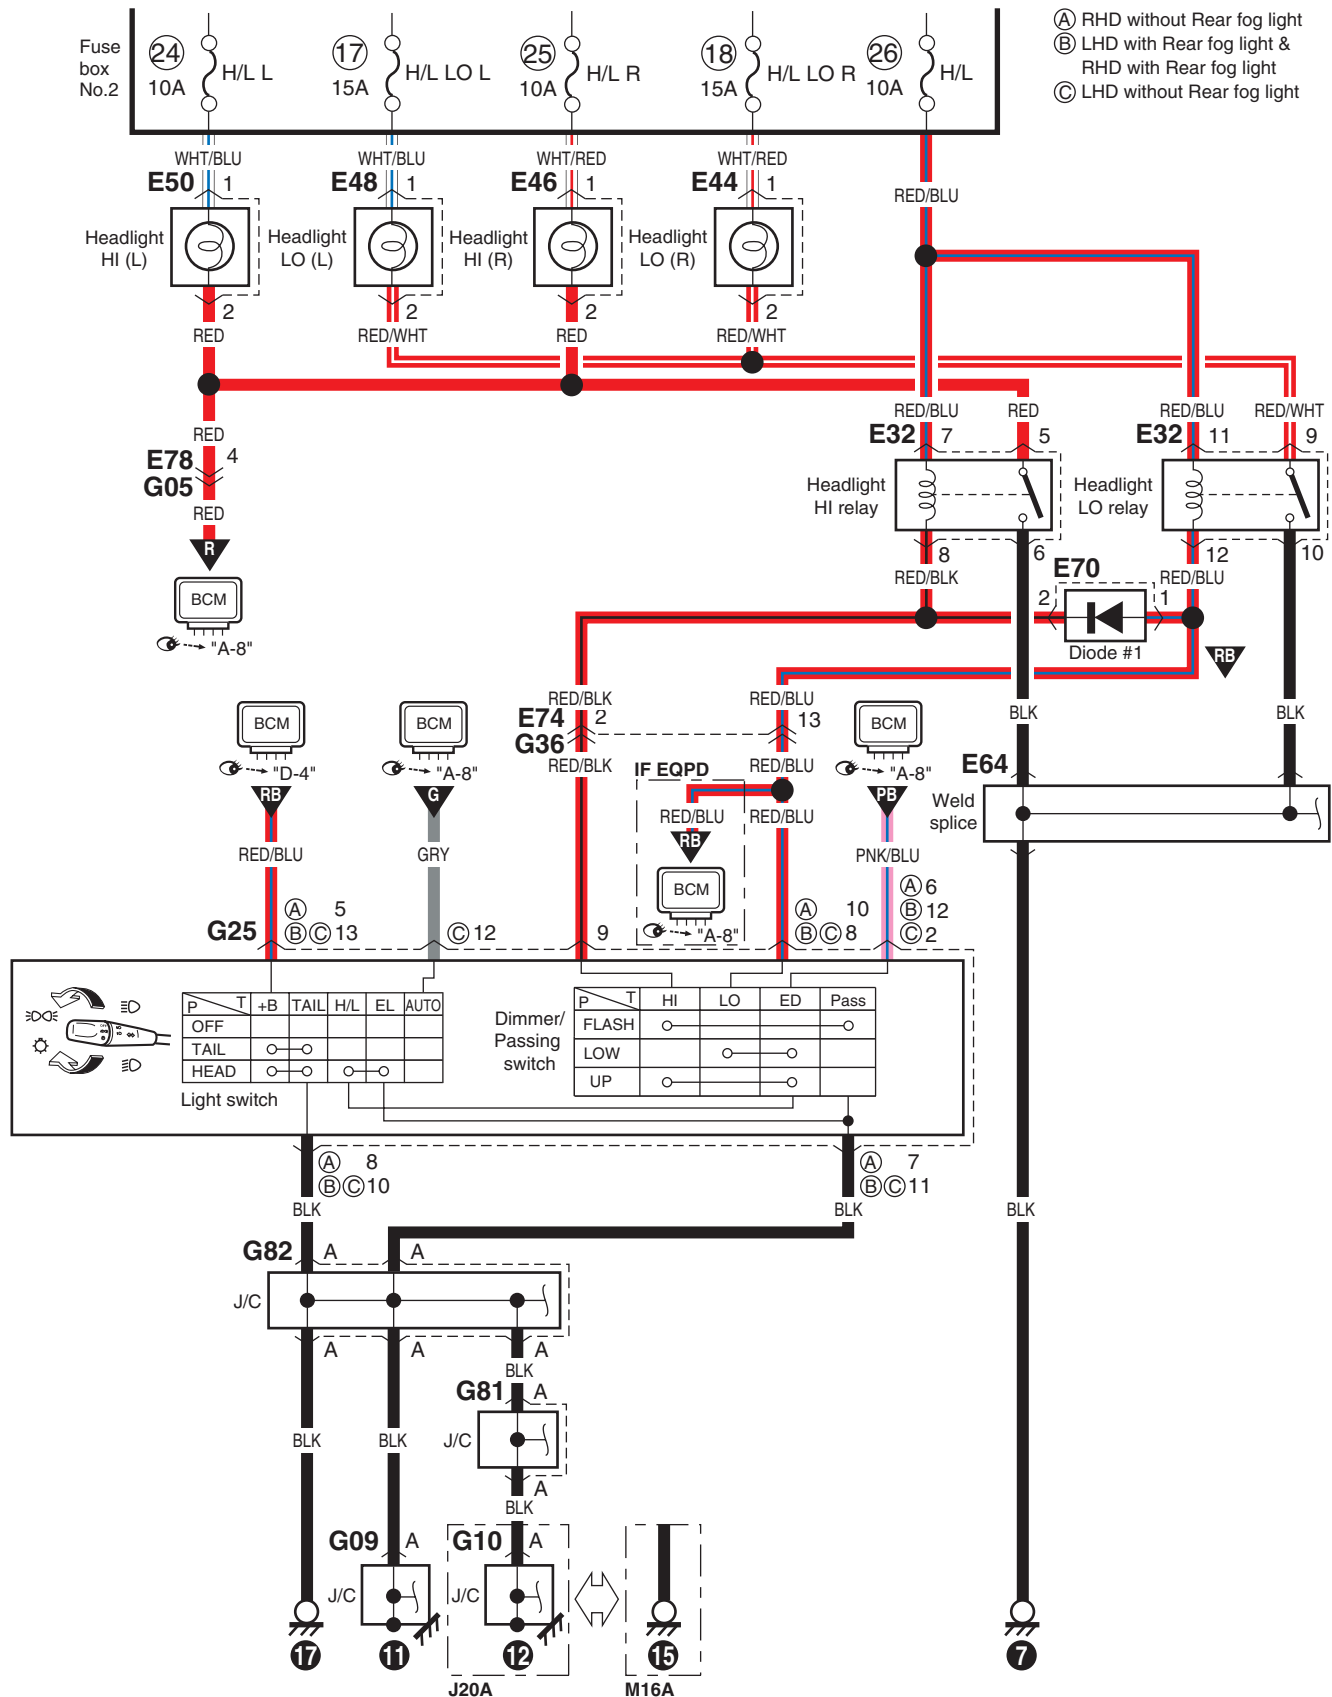 Fuse
box
No.2
24
10A
H/L L
17
15A
H/L LO L
25
10A
H/L R
18
15A
H/L LO R
26
10A
H/L
A RHD without Rear fog light
B LHD with Rear fog light &
RHD with Rear fog light
C LHD without Rear fog light
WHT/BLU
WHT/BLU
WHT/RED
WHT/RED
RED/BLU
E50 1
E48 1
E46 1
E44 1
Headlight
HI (L)
Headlight
LO (L)
Headlight
HI (R)
Headlight
LO (R)
2
2
2
2
RED
RED/WHT
RED
RED/WHT
RED/BLU
RED
RED/BLU
RED/WHT
RED
E78 4
G05
RED
R
BCM
"A-8"
E32 7
5
E32 11
9
Headlight
HI relay
Headlight
LO relay
8
6
12
10
RED/BLK
E70
RED/BLU
2
1
Diode #1
RB
RED/BLK
RED/BLU
E74 2
13
G36
BCM
"D-4"
RB
BCM
"A-8"
G
BCM
"A-8"
PB
BLK
BLK
RED/BLK
RED/BLU
IF EQPD
RED/BLU
RED/BLU
RB
BCM
"A-8"
E64
Weld
splice
RED/BLU
GRY
PNK/BLU
G25
A 5
B C 13
C 12
9
A 10
B C 8
A 6
B 12
C 2
P T +B TAIL H/L EL AUTO
OFF
TAIL
HEAD
Light switch
OFF
Dimmer/
Passing
switch
P T HI LO ED Pass
FLASH
LOW
UP
A 8
B C 10
A 7
B C 11
BLK
BLK
BLK
G82 A
A
J/C
A
A
A
BLK
G81 A
J/C
BLK
BLK
A
BLK
G09 A
G10 A
J/C
J/C
17
11
12
15
7
J20A
M16A